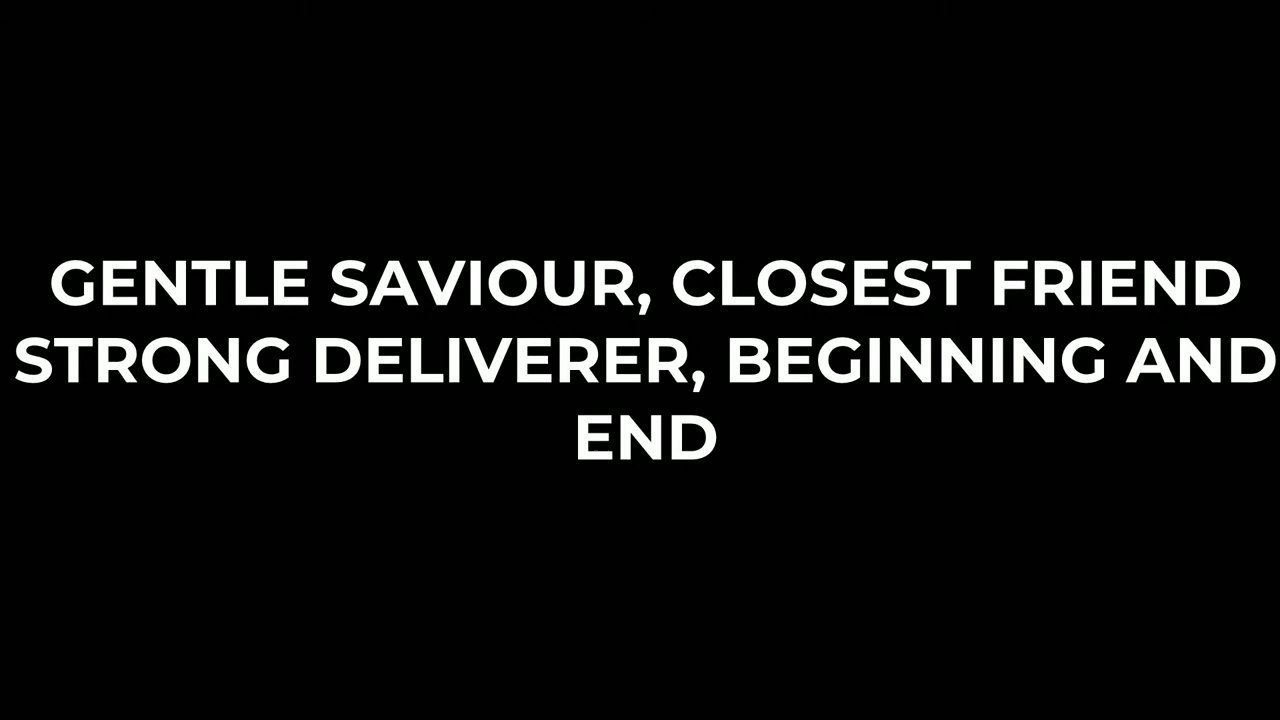 GENTLE SAVIOUR, CLOSEST FRIEND
STRONG DELIVERER, BEGINNING AND
END